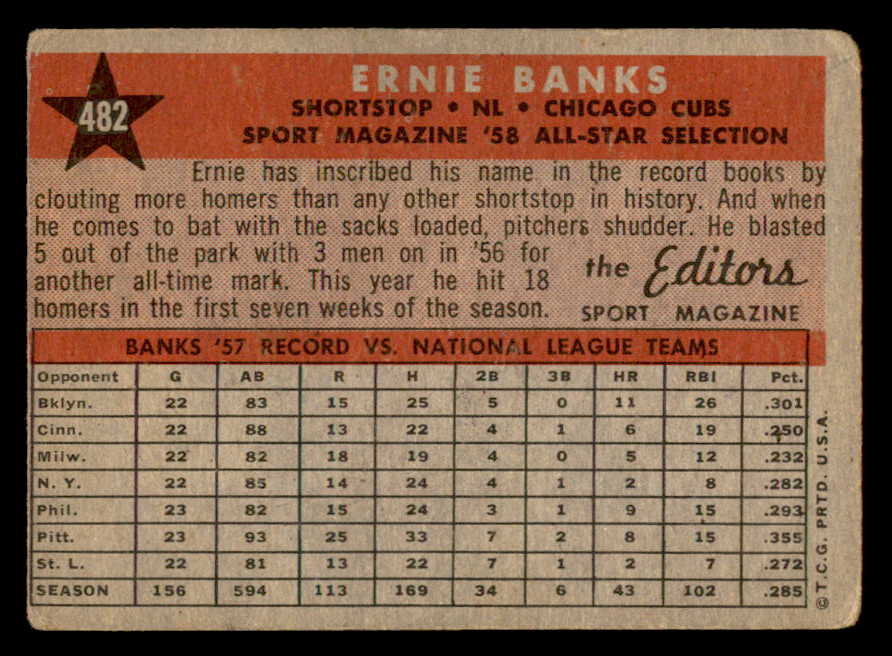 482
ERNIE BANKS
SHORTSTOP • NL • CHICAGO CUBS
SPORT MAGAZINE '58 ALL-STAR SELECTION
Ernie has inscribed his name in the record books by
clouting more homers than any other shortstop in history. And when
he comes to bat with the sacks loaded, pitchers shudder. He blasted
5 out of the park with 3 men on in '56 for
another all-time mark. This year he hit 18
homers in the first seven weeks of the season.
the Editors
SPORT MAGAZINE
BANKS '57 RECORD VS. NATIONAL LEAGUE TEAMS
Opponent G AB R H 2B 3B HR RBI Pct.
Bklyn. 22 83 15 25 5 0 11 26 .301
Cinn. 22 88 13 22 4 1 6 19 .250
Milw. 22 82 18 19 4 0 5 12 .232
N. Y. 22 85 14 24 4 1 2 8 .282
Phil. 23 82 15 24 3 1 9 15 .293
Pitt. 23 93 25 33 7 2 8 15 .355
St. L. 22 81 13 22 7 1 2 7 .272
SEASON 156 594 113 169 34 6 43 102 .285
© T.C.G. PRTD. U.S.A.